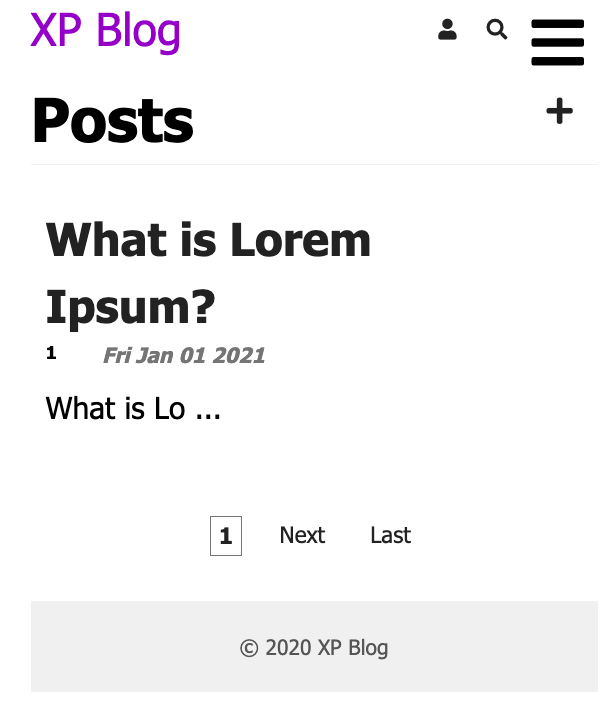 XP Blog
Posts
What is Lorem
Ipsum?
1 Fri Jan 01 2021
What is Lo ...
1 Next Last
© 2020 XP Blog